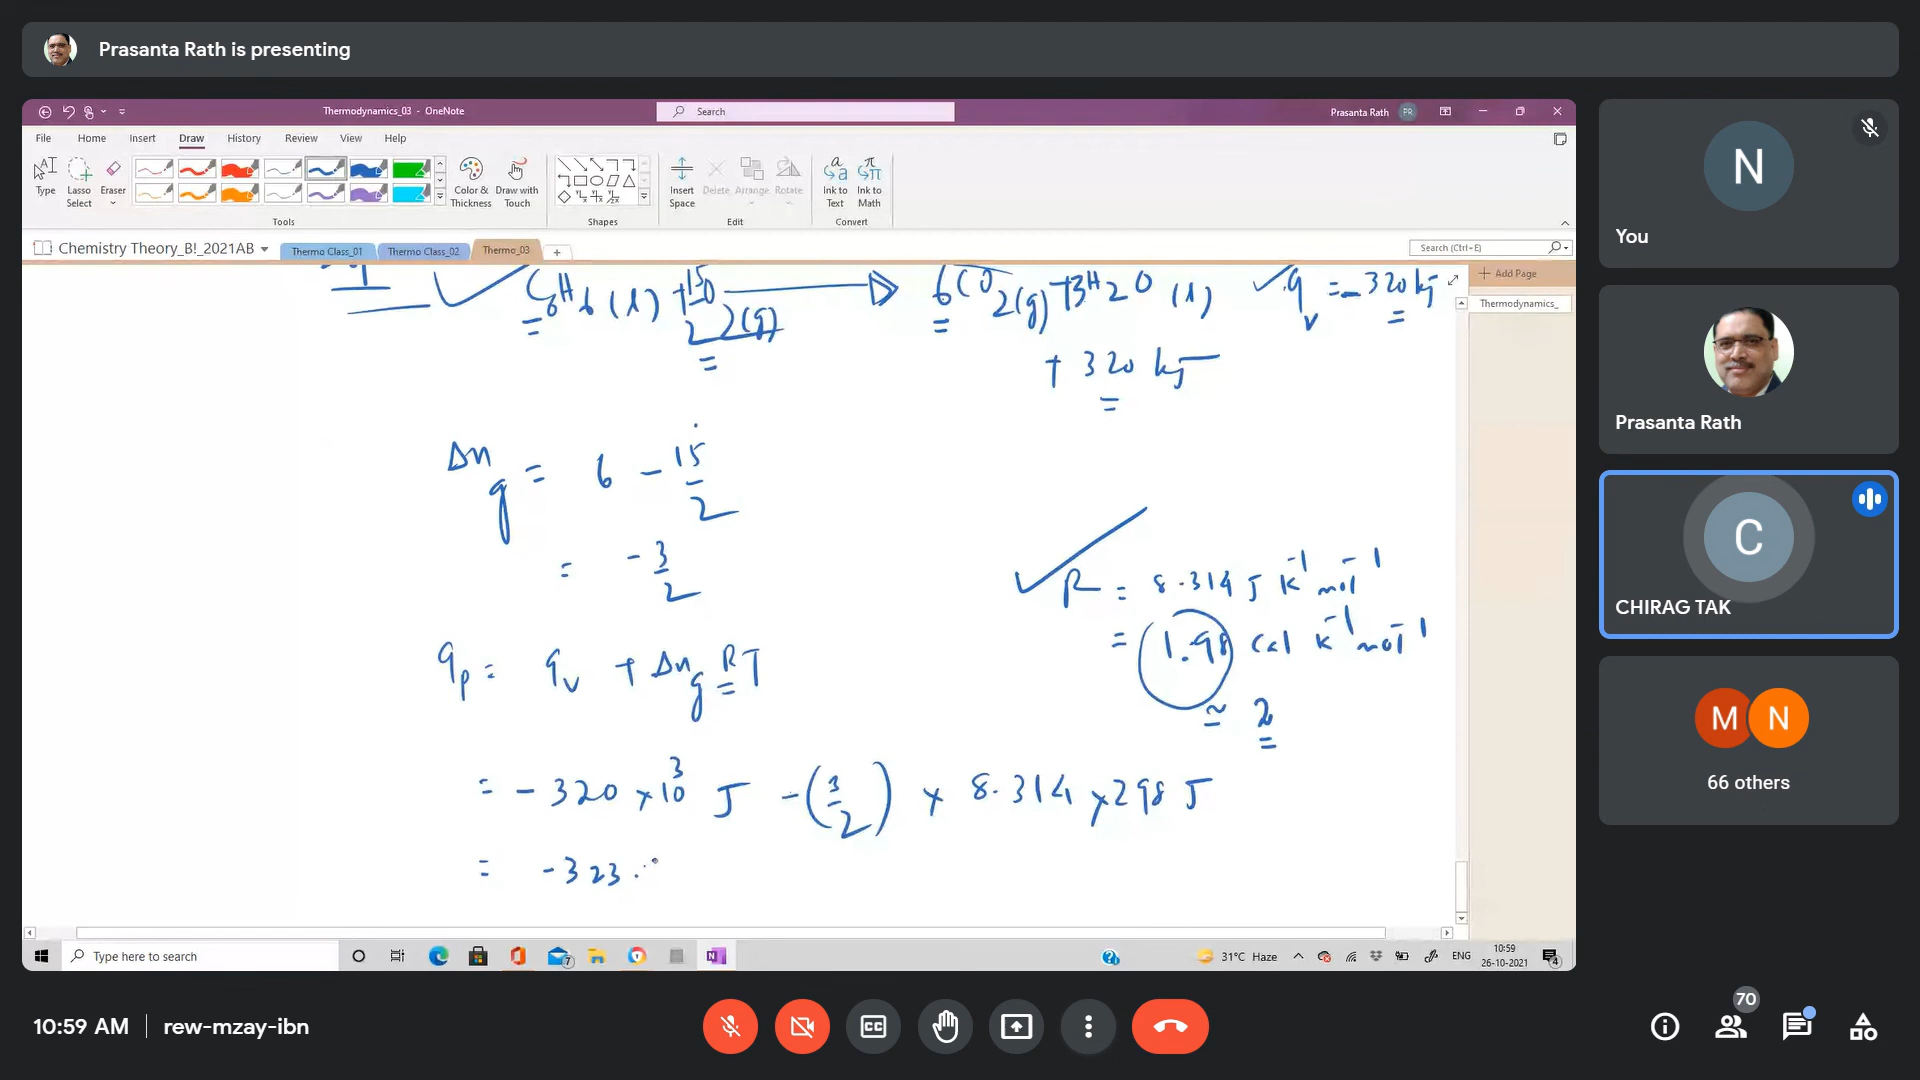 Prasanta Rath is presenting
Thermodynamics_03 - OneNote
Search
Prasanta Rath
PR
File Home Insert Draw History Review View Help
Type
Lasso Select
Eraser
Color & Thickness
Draw with Touch
Insert Space
Delete
Arrange
Rotate
Ink to Text
Ink to Math
Tools
Shapes
Edit
Convert
Chemistry Theory_B!_2021AB
Thermo Class_01
Thermo Class_02
Thermo_03
Search (Ctrl+E)
Add Page
Thermodynamics_
C6H6 (l) + 15/2 O2(g) → 6CO2(g) + 3H2O (l) qv = -320 kJ
+ 320 kJ
Δng = 6 - 15/2
= -3/2
R = 8.314 J K-1 mol-1
= 1.98 Cal K-1 mol-1
≃ 2
qp = qv + Δng RT
= - 320 × 10^3 J - (3/2) × 8.314 × 298 J
= -323.
Type here to search
7
31°C Haze
ENG
10:59
26-10-2021
4
N
You
Prasanta Rath
C
CHIRAG TAK
M N
66 others
10:59 AM
rew-mzay-ibn
CC
70